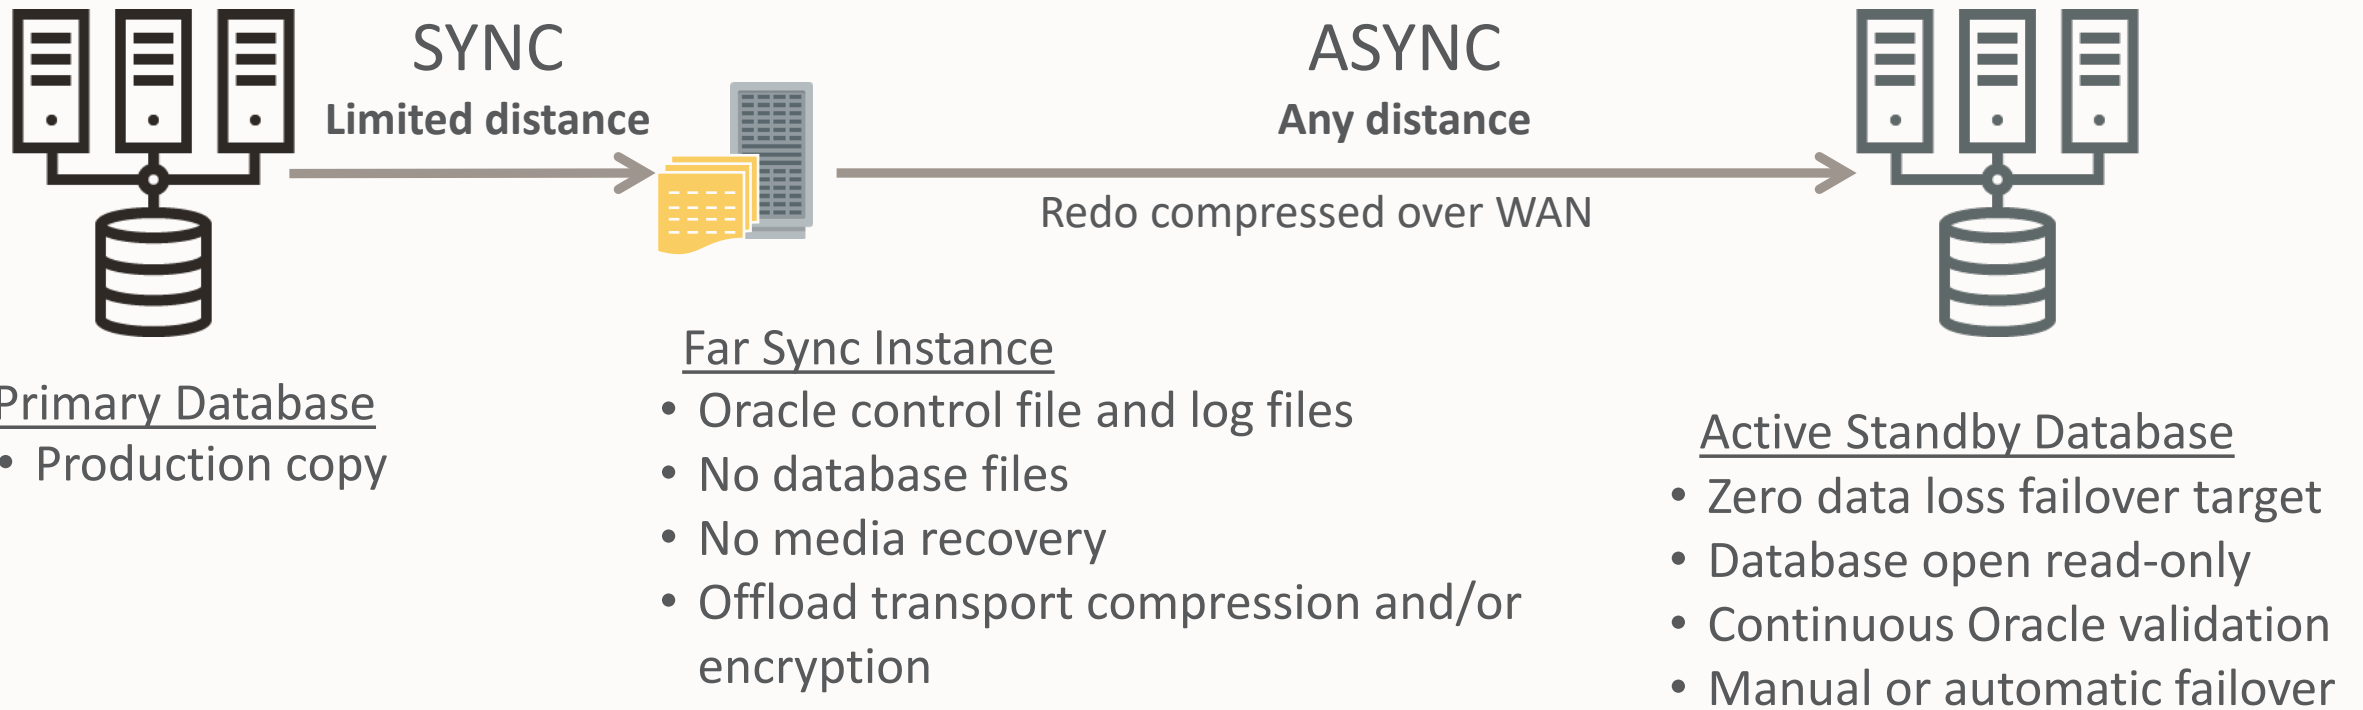 SYNC
Limited distance
ASYNC
Any distance
Redo compressed over WAN
Primary Database
• Production copy
Far Sync Instance
• Oracle control file and log files
• No database files
• No media recovery
• Offload transport compression and/or
encryption
Active Standby Database
• Zero data loss failover target
• Database open read-only
• Continuous Oracle validation
• Manual or automatic failover